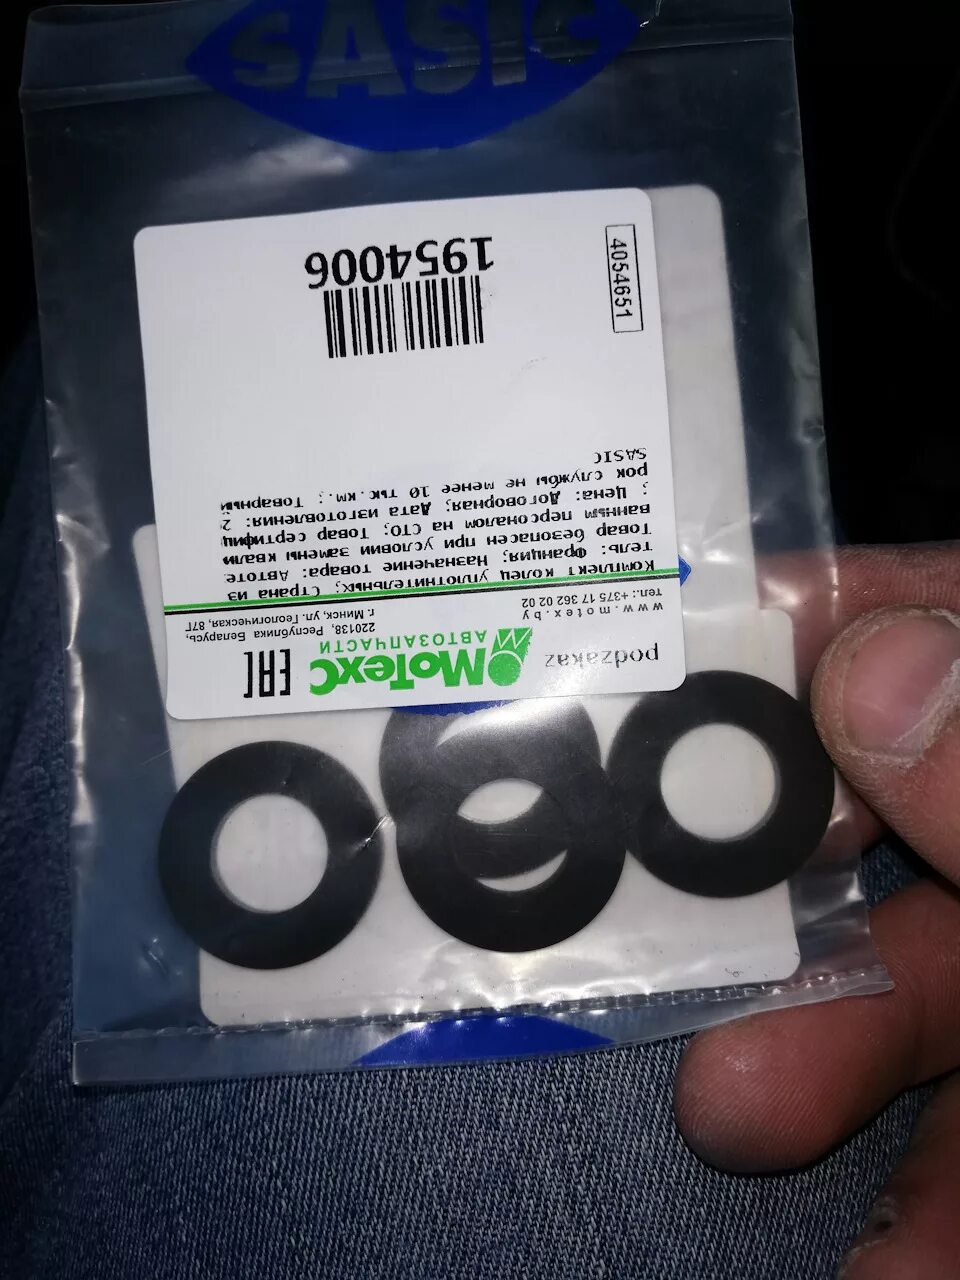 SASIC
podzakaz
МоТехС
АВТОЗАПЧАСТИ
EAC
www.motex.by
тел.: +375 17 362 02 02
220138, Республика Беларусь,
г. Минск, ул. Геологическая, 87Г
Комплект колец уплотнительных; Страна из
тель: Франция; Назначение товара: Автоте
Товар безопасен при условии замены квали
ванным персоналом на СТО; Товар сертифиц
; Цена: Договорная; Дата изготовления: 2
рок службы не менее 10 тыс.км.; Товарный
SASIC
1954006
4054651